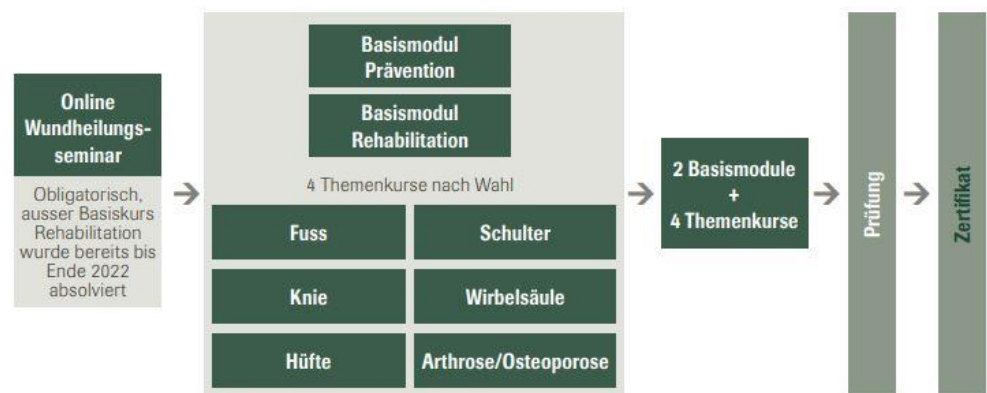 Online
Wundheilungs-
seminar
Obligatorisch,
ausser Basiskurs
Rehabilitation
wurde bereits bis
Ende 2022
absolviert
Basismodul
Prävention
Basismodul
Rehabilitation
4 Themenkurse nach Wahl
Fuss
Schulter
Knie
Wirbelsäule
Hüfte
Arthrose/Osteoporose
2 Basismodule
+
4 Themenkurse
Prüfung
Zertifikat